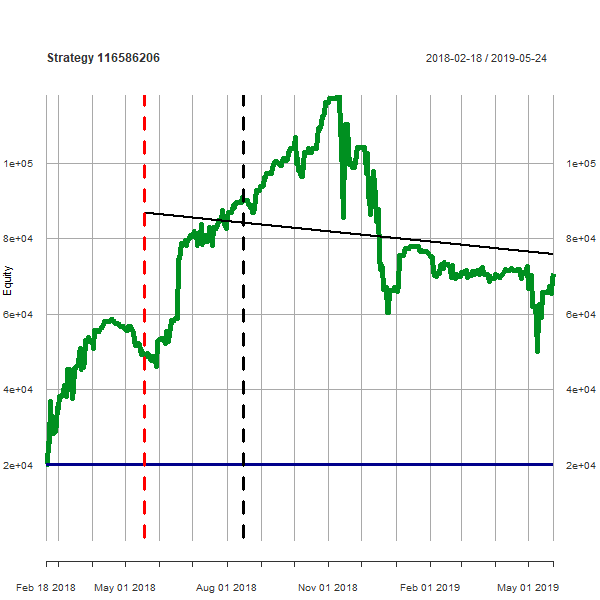 Strategy 116586206
2018-02-18 / 2019-05-24
Equity
1e+05
1e+05
8e+04
8e+04
6e+04
6e+04
4e+04
4e+04
2e+04
2e+04
Feb 18 2018
May 01 2018
Aug 01 2018
Nov 01 2018
Feb 01 2019
May 01 2019